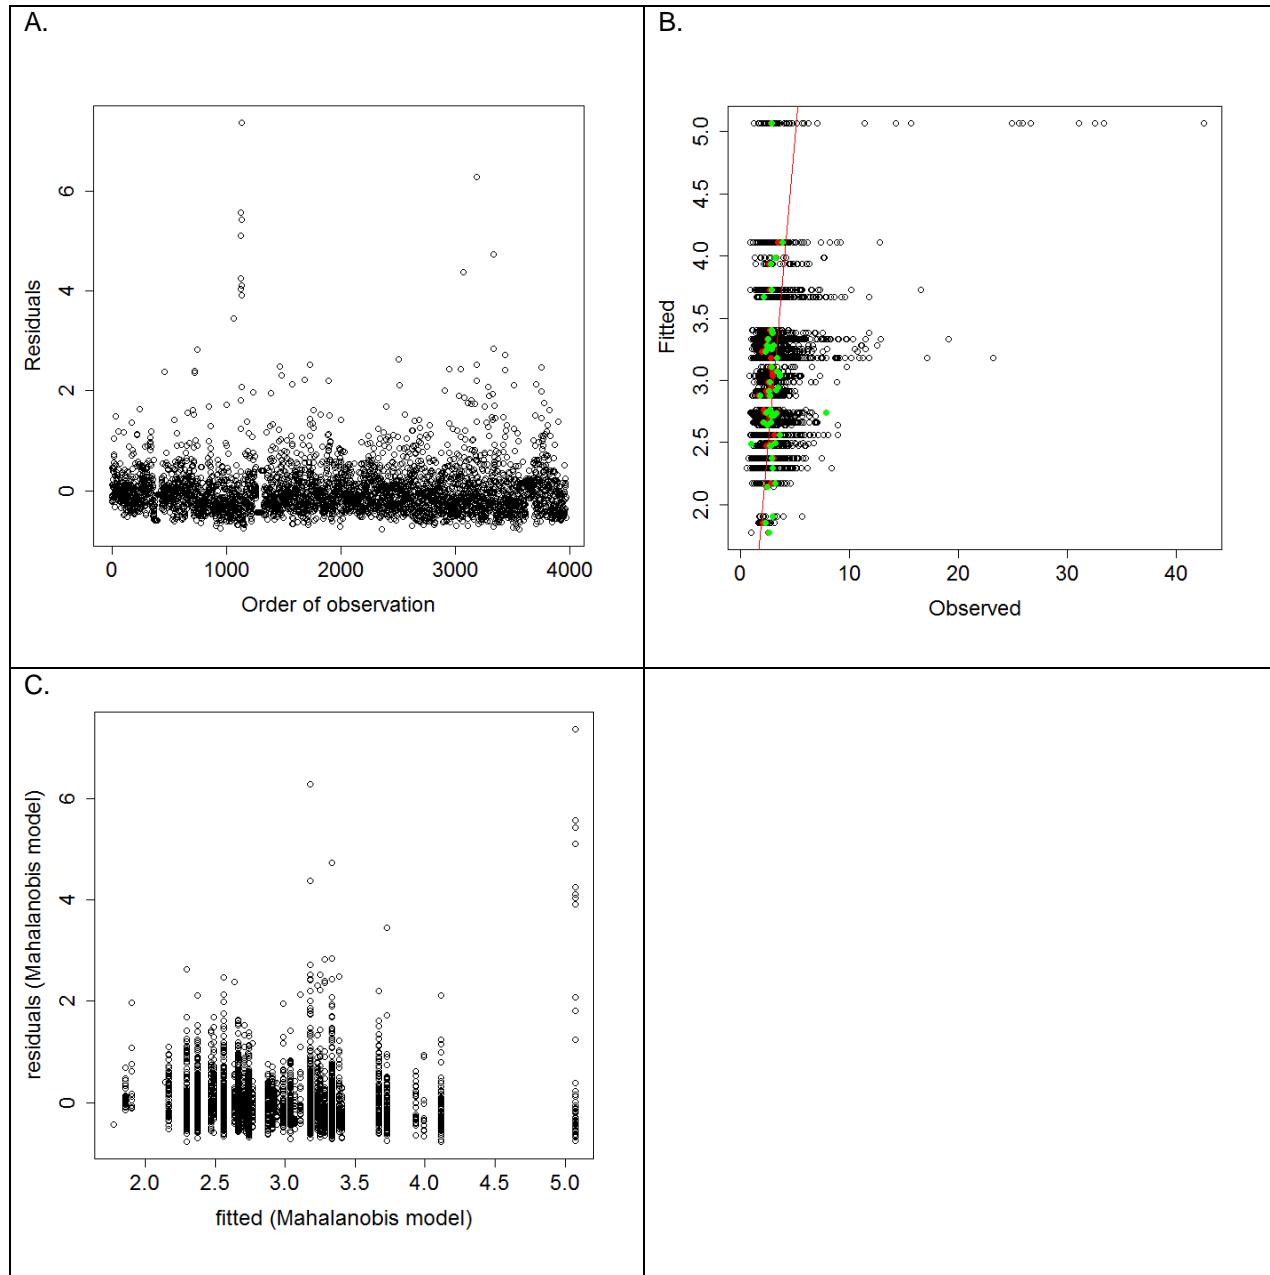 A.
Residuals
6
4
2
0
0 1000 2000 3000 4000
Order of observation
B.
Fitted
5.0
4.5
4.0
3.5
3.0
2.5
2.0
0 10 20 30 40
Observed
C.
residuals (Mahalanobis model)
6
4
2
0
2.0 2.5 3.0 3.5 4.0 4.5 5.0
fitted (Mahalanobis model)